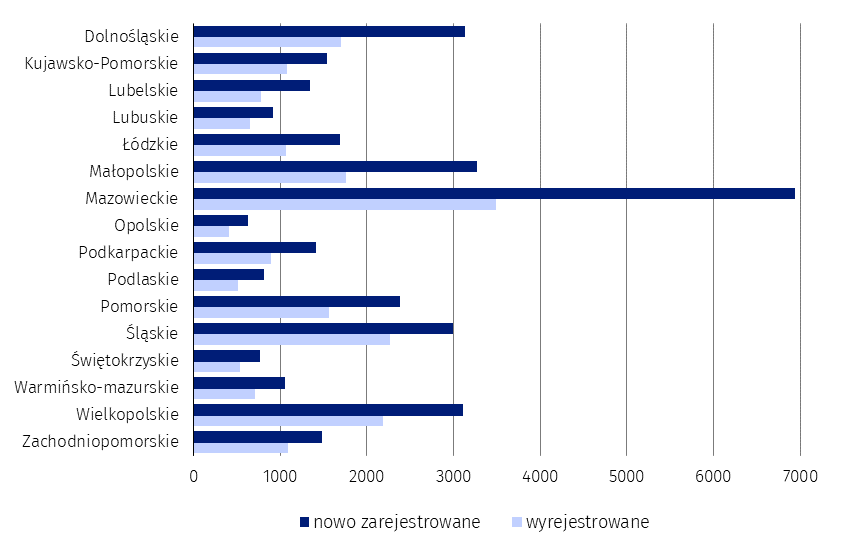 Dolnośląskie
Kujawsko-Pomorskie
Lubelskie
Lubuskie
Łódzkie
Małopolskie
Mazowieckie
Opolskie
Podkarpackie
Podlaskie
Pomorskie
Śląskie
Świętokrzyskie
Warmińsko-mazurskie
Wielkopolskie
Zachodniopomorskie
0 1000 2000 3000 4000 5000 6000 7000
nowo zarejestrowane wyrejestrowane